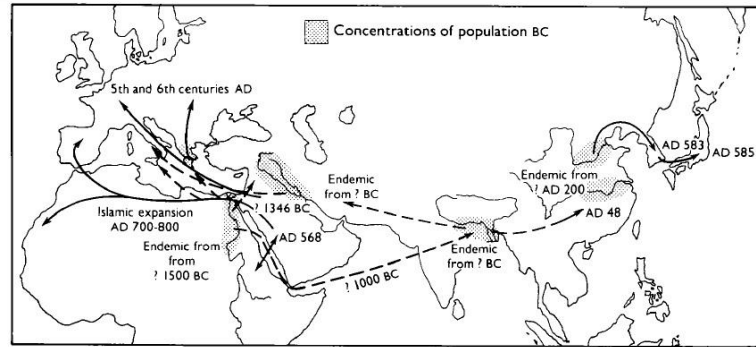 Concentrations of population BC
5th and 6th centuries AD
Islamic expansion
AD 700-800
Endemic from
from
? 1500 BC
? 1346 BC
AD 568
Endemic
from ? BC
? 1000 BC
Endemic
from ? BC
Endemic from
? AD 200
AD 48
AD 583
AD 585